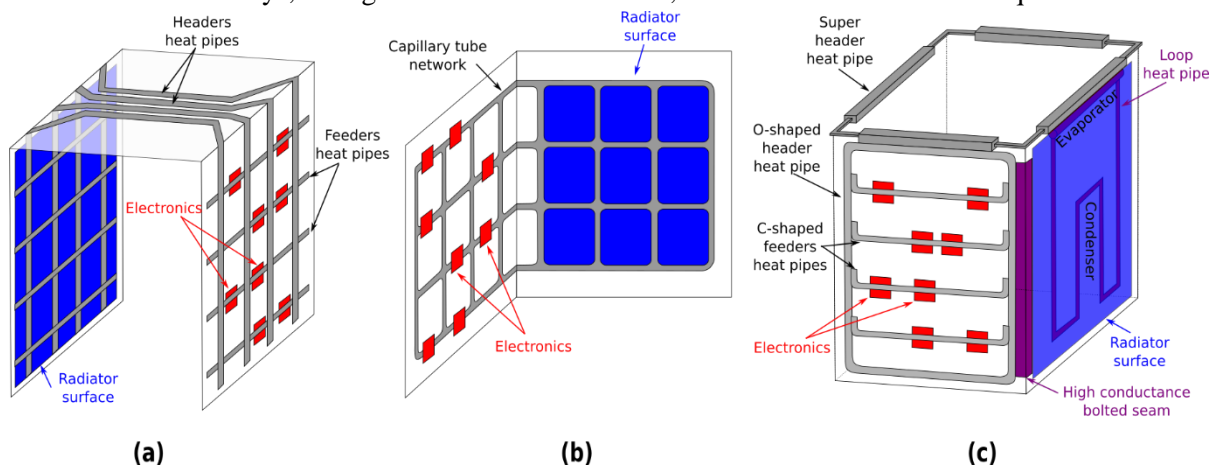 Headers
heat pipes
Feeders
heat pipes
Electronics
Radiator
surface
(a)
Capillary tube
network
Radiator
surface
Electronics
(b)
Super
header
heat pipe
Loop
heat pipe
O-shaped
header
heat pipe
Evaporator
Condenser
C-shaped
feeders
heat pipes
Electronics
Radiator
surface
High conductance
bolted seam
(c)